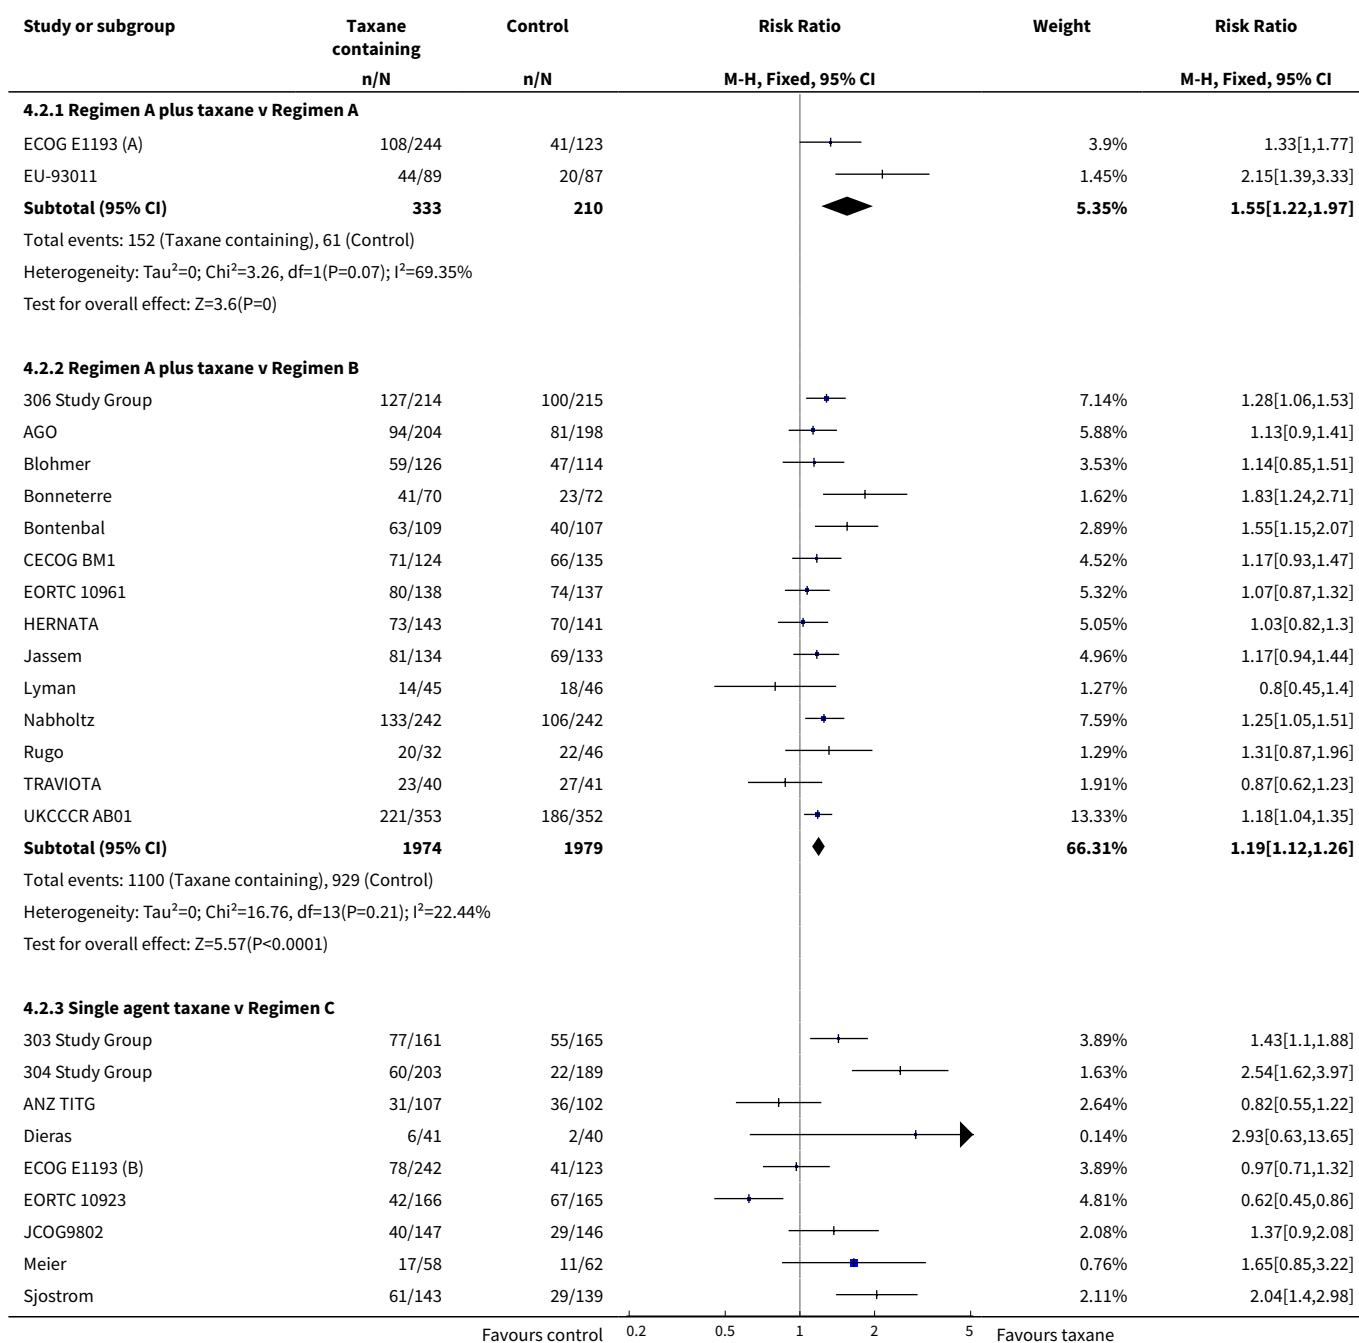 Study or subgroup Taxane containing Control Risk Ratio Weight Risk Ratio
n/N n/N M-H, Fixed, 95% CI M-H, Fixed, 95% CI
4.2.1 Regimen A plus taxane v Regimen A
ECOG E1193 (A) 108/244 41/123 3.9% 1.33[1,1.77]
EU-93011 44/89 20/87 1.45% 2.15[1.39,3.33]
Subtotal (95% CI) 333 210 5.35% 1.55[1.22,1.97]
Total events: 152 (Taxane containing), 61 (Control)
Heterogeneity: Tau²=0; Chi²=3.26, df=1(P=0.07); I²=69.35%
Test for overall effect: Z=3.6(P=0)
4.2.2 Regimen A plus taxane v Regimen B
306 Study Group 127/214 100/215 7.14% 1.28[1.06,1.53]
AGO 94/204 81/198 5.88% 1.13[0.9,1.41]
Blohmer 59/126 47/114 3.53% 1.14[0.85,1.51]
Bonneterre 41/70 23/72 1.62% 1.83[1.24,2.71]
Bontenbal 63/109 40/107 2.89% 1.55[1.15,2.07]
CECOG BM1 71/124 66/135 4.52% 1.17[0.93,1.47]
EORTC 10961 80/138 74/137 5.32% 1.07[0.87,1.32]
HERNATA 73/143 70/141 5.05% 1.03[0.82,1.3]
Jassem 81/134 69/133 4.96% 1.17[0.94,1.44]
Lyman 14/45 18/46 1.27% 0.8[0.45,1.4]
Nabholtz 133/242 106/242 7.59% 1.25[1.05,1.51]
Rugo 20/32 22/46 1.29% 1.31[0.87,1.96]
TRAVIOTA 23/40 27/41 1.91% 0.87[0.62,1.23]
UKCCCR AB01 221/353 186/352 13.33% 1.18[1.04,1.35]
Subtotal (95% CI) 1974 1979 66.31% 1.19[1.12,1.26]
Total events: 1100 (Taxane containing), 929 (Control)
Heterogeneity: Tau²=0; Chi²=16.76, df=13(P=0.21); I²=22.44%
Test for overall effect: Z=5.57(P<0.0001)
4.2.3 Single agent taxane v Regimen C
303 Study Group 77/161 55/165 3.89% 1.43[1.1,1.88]
304 Study Group 60/203 22/189 1.63% 2.54[1.62,3.97]
ANZ TITG 31/107 36/102 2.64% 0.82[0.55,1.22]
Dieras 6/41 2/40 0.14% 2.93[0.63,13.65]
ECOG E1193 (B) 78/242 41/123 3.89% 0.97[0.71,1.32]
EORTC 10923 42/166 67/165 4.81% 0.62[0.45,0.86]
JCOG9802 40/147 29/146 2.08% 1.37[0.9,2.08]
Meier 17/58 11/62 0.76% 1.65[0.85,3.22]
Sjostrom 61/143 29/139 2.11% 2.04[1.4,2.98]
Favours control 0.2 0.5 1 2 5 Favours taxane